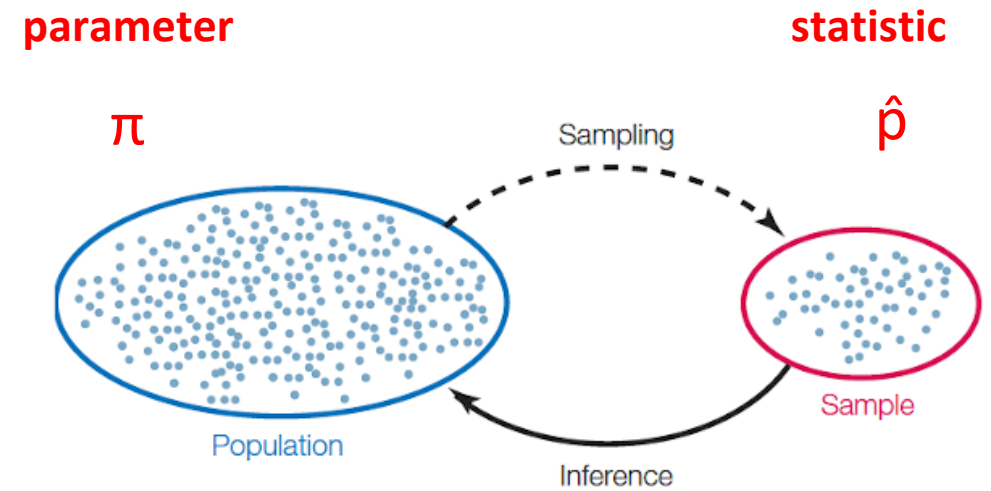 parameter
statistic
π
p̂
Sampling
Population
Sample
Inference